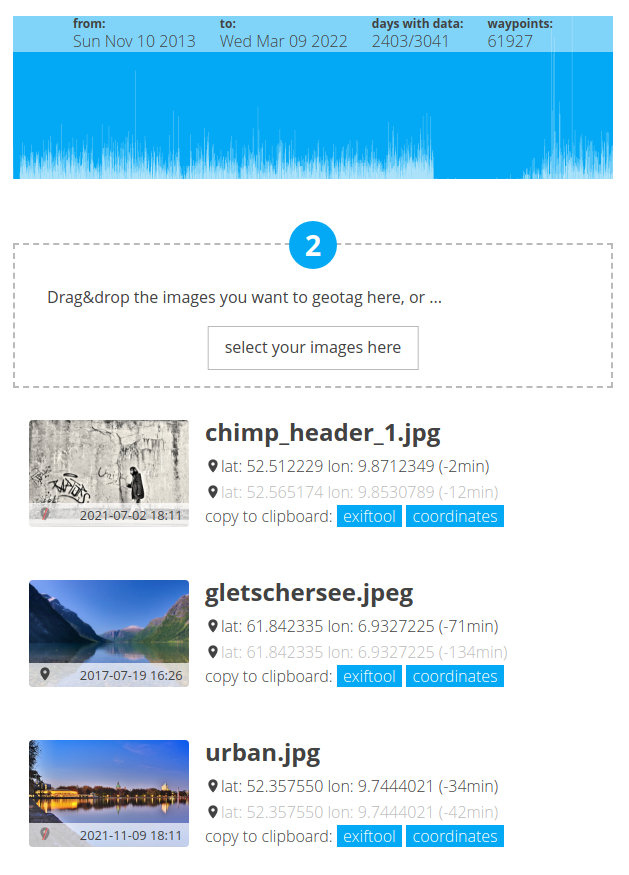 from: to: days with data: waypoints:
Sun Nov 10 2013 Wed Mar 09 2022 2403/3041 61927
2
Drag&drop the images you want to geotag here, or ...
select your images here
chimp_header_1.jpg
lat: 52.512229 lon: 9.8712349 (-2min)
lat: 52.565174 lon: 9.8530789 (-12min)
2021-07-02 18:11
copy to clipboard: exiftool coordinates
gletschersee.jpeg
lat: 61.842335 lon: 6.9327225 (-71min)
lat: 61.842335 lon: 6.9327225 (-134min)
2017-07-19 16:26
copy to clipboard: exiftool coordinates
urban.jpg
lat: 52.357550 lon: 9.7444021 (-34min)
lat: 52.357550 lon: 9.7444021 (-42min)
2021-11-09 18:11
copy to clipboard: exiftool coordinates